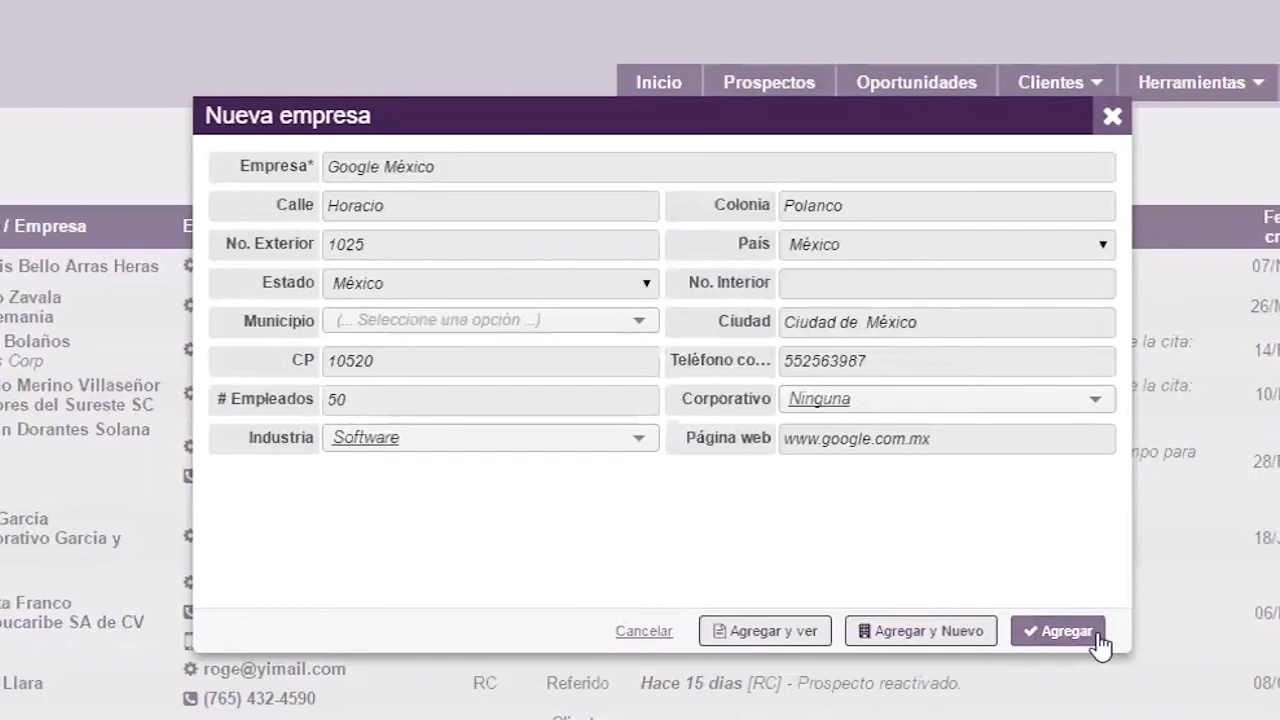 Inicio Prospectos Oportunidades Clientes Herramientas
Nueva empresa
Empresa* Google México
Calle Horacio Colonia Polanco
No. Exterior 1025 País México
Estado México No. Interior
Municipio (... Seleccione una opción ...) Ciudad Ciudad de México
CP 10520 Teléfono co... 552563987
# Empleados 50 Corporativo Ninguna
Industria Software Página web www.google.com.mx
Cancelar Agregar y ver Agregar y Nuevo Agregar
/ Empresa
is Bello Arras Heras 07/
o Zavala
emania 26/
Bolaños
s Corp 14/
e la cita:
lo Merino Villaseñor
ores del Sureste SC 10/
e la cita:
n Dorantes Solana
mpo para
28/
García
orativo García y 18/
ta Franco
ucaribe SA de CV 06/
roge@yimail.com
Llara RC Referido Hace 15 dias [RC] - Prospecto reactivado. 08/
(765) 432-4590